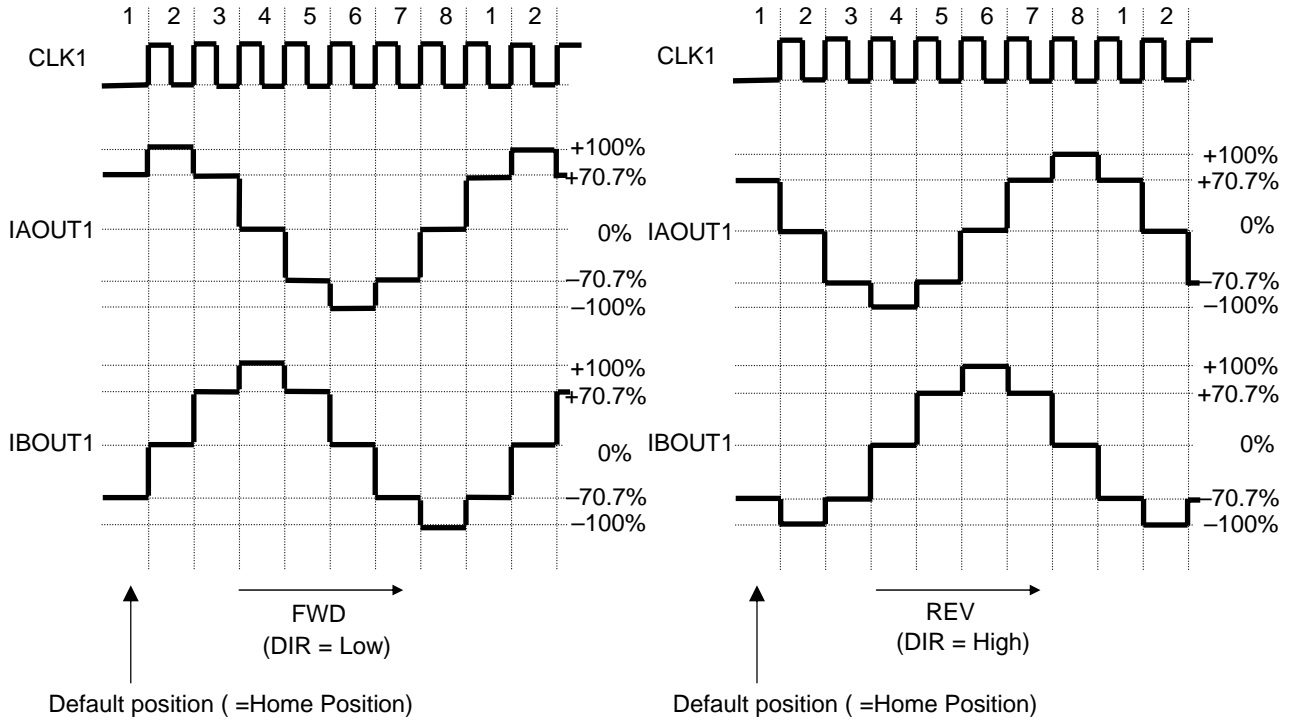 1 2 3 4 5 6 7 8 1 2
CLK1
+100%
+70.7%
IAOUT1
0%
–70.7%
–100%
+100%
+70.7%
IBOUT1
0%
–70.7%
–100%
FWD
(DIR = Low)
Default position ( =Home Position)
1 2 3 4 5 6 7 8 1 2
CLK1
+100%
+70.7%
IAOUT1
0%
–70.7%
–100%
+100%
+70.7%
IBOUT1
0%
–70.7%
–100%
REV
(DIR = High)
Default position ( =Home Position)